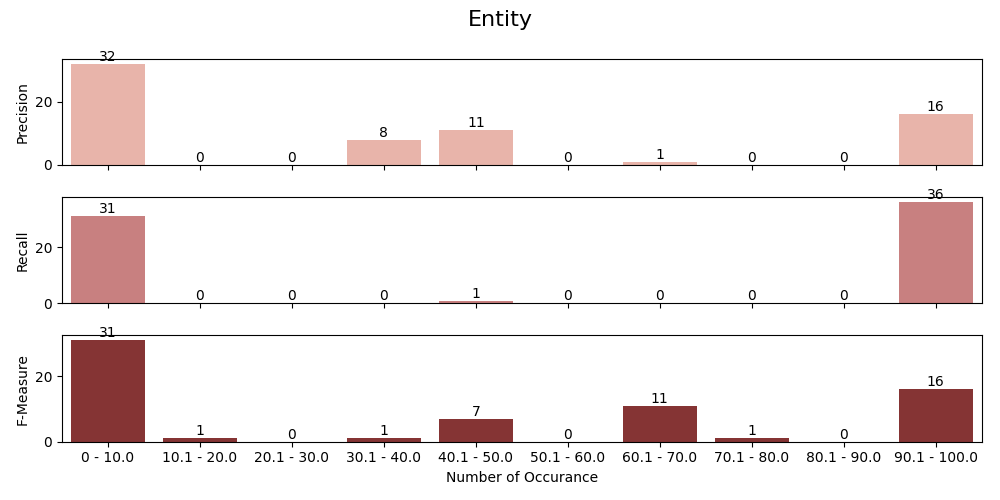 Entity
Precision
20
0
32 0 0 8 11 0 1 0 0 16
Recall
20
0
31 0 0 0 1 0 0 0 0 36
F-Measure
20
0
31 1 0 1 7 0 11 1 0 16
0 - 10.0 10.1 - 20.0 20.1 - 30.0 30.1 - 40.0 40.1 - 50.0 50.1 - 60.0 60.1 - 70.0 70.1 - 80.0 80.1 - 90.0 90.1 - 100.0
Number of Occurance